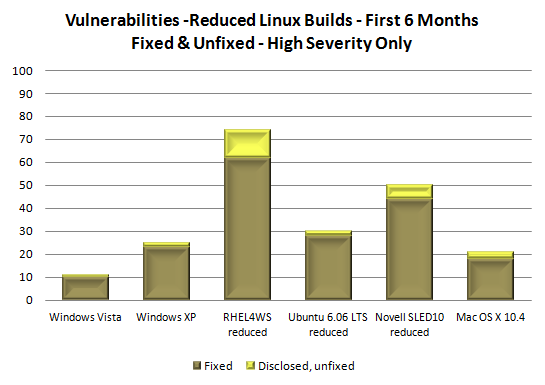 Vulnerabilities -Reduced Linux Builds - First 6 Months
Fixed & Unfixed - High Severity Only
100
90
80
70
60
50
40
30
20
10
0
Windows Vista
Windows XP
RHEL4WS
reduced
Ubuntu 6.06 LTS
reduced
Novell SLED10
reduced
Mac OS X 10.4
Fixed
Disclosed, unfixed